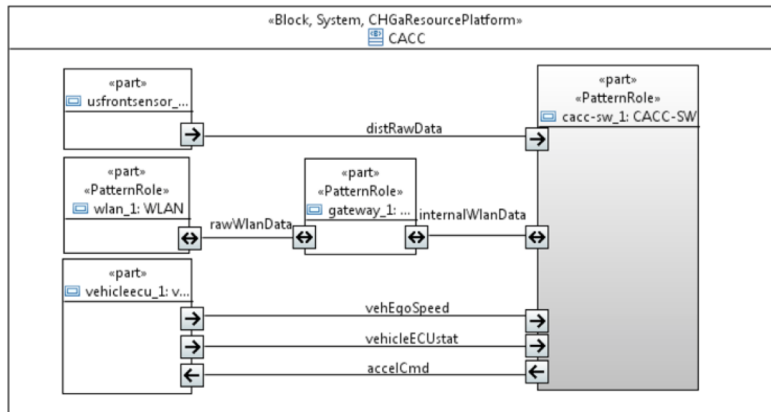 «Block, System, CHGaResourcePlatform»
CACC
«part»
usfrontsensor_...
distRawData
«part»
«PatternRole»
cacc-sw_1: CACC-SW
«part»
«PatternRole»
wlan_1: WLAN
rawWlanData
«part»
«PatternRole»
gateway_1: ...
internalWlanData
«part»
vehicleecu_1: v...
vehEgoSpeed
vehicleECUstat
accelCmd